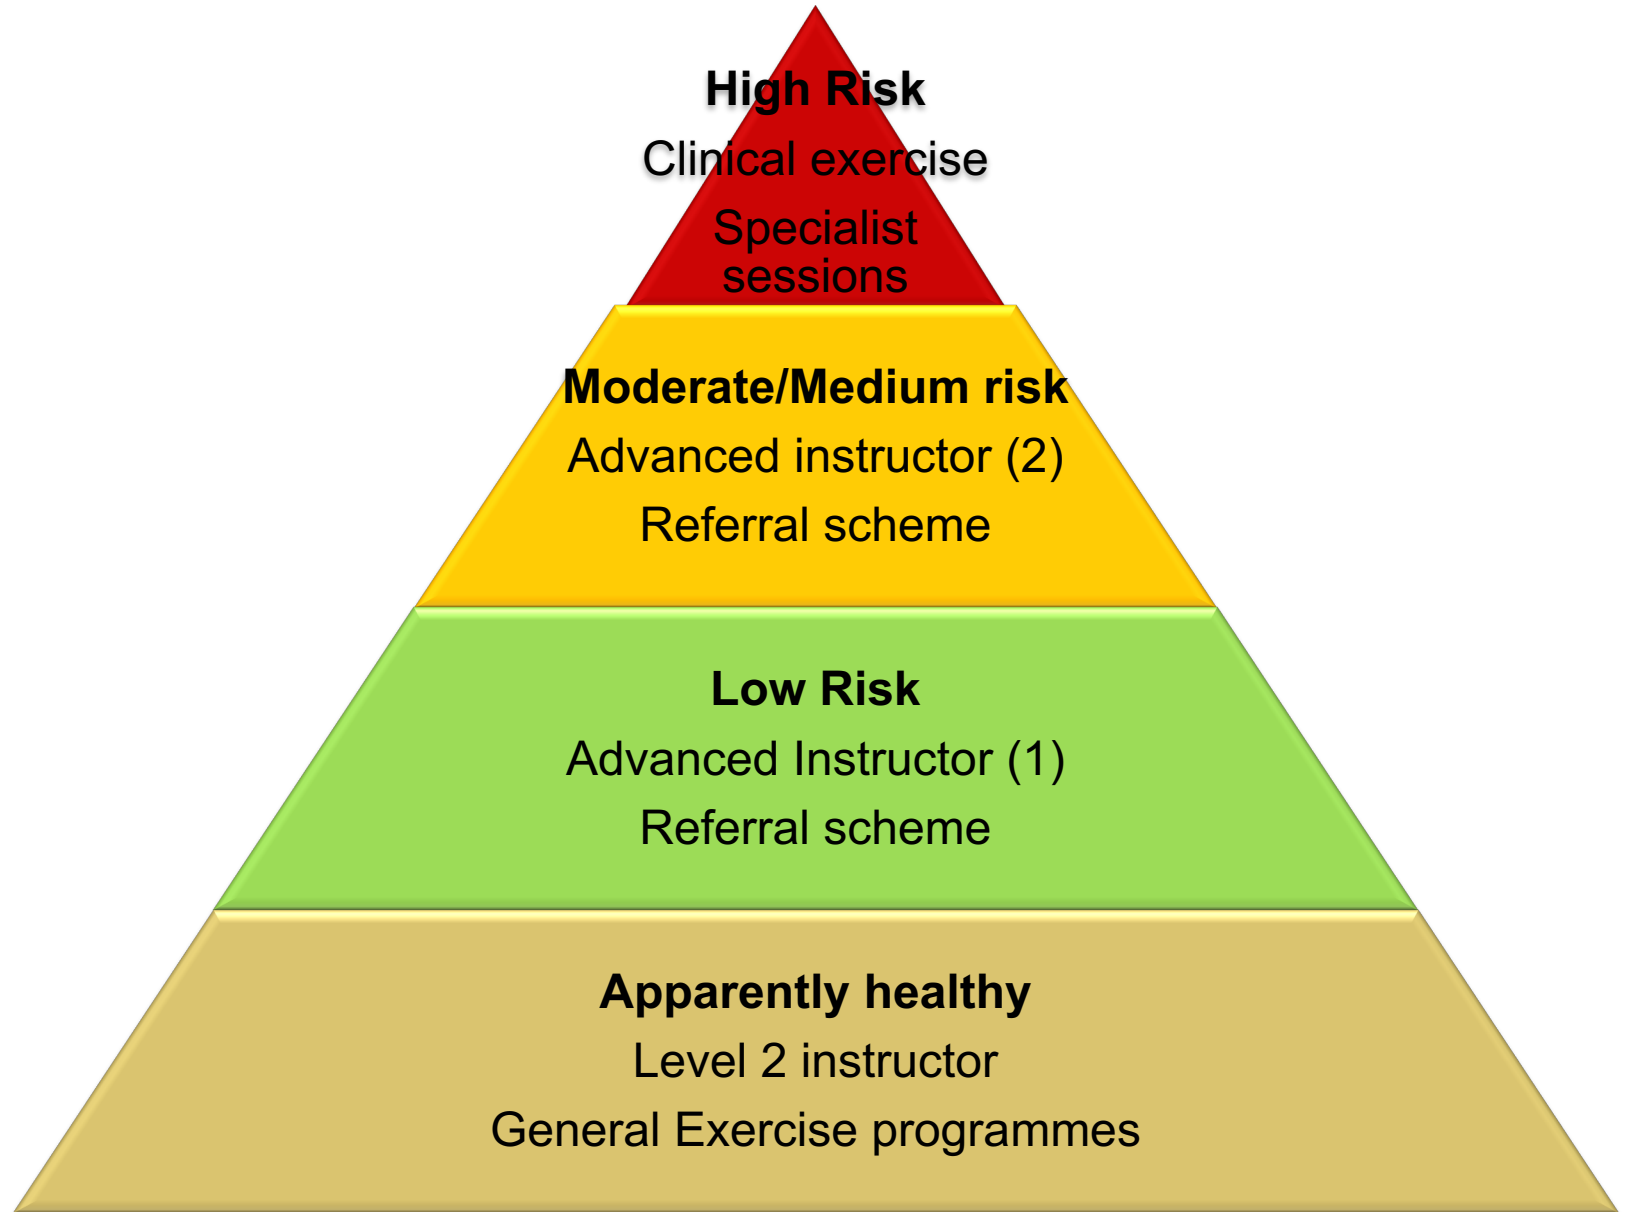 High Risk
Clinical exercise
Specialist
sessions
Moderate/Medium risk
Advanced instructor (2)
Referral scheme
Low Risk
Advanced Instructor (1)
Referral scheme
Apparently healthy
Level 2 instructor
General Exercise programmes